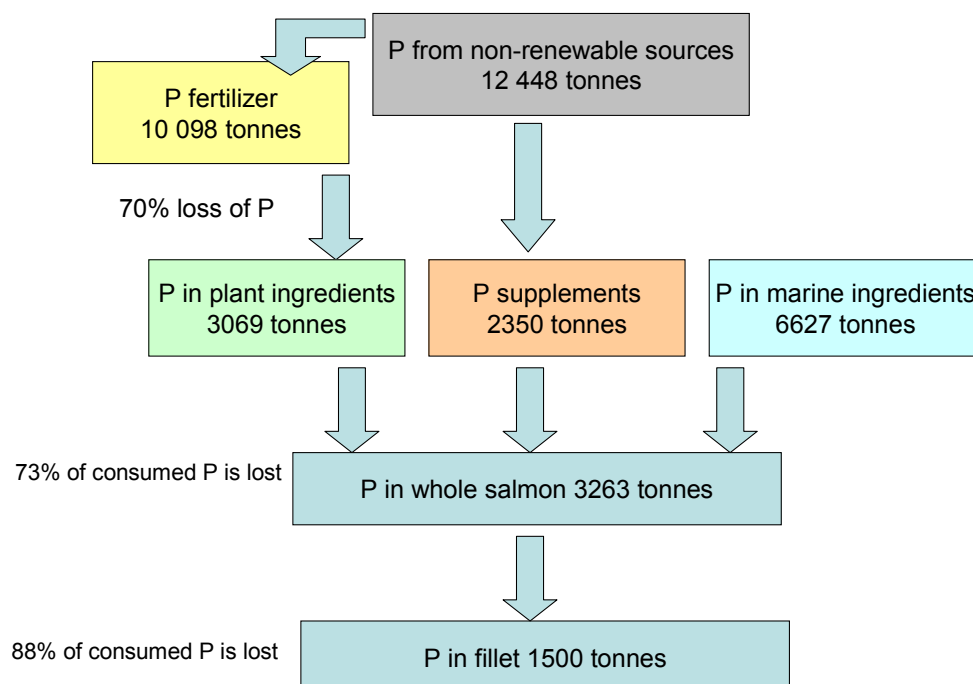 P from non-renewable sources
12 448 tonnes
P fertilizer
10 098 tonnes
70% loss of P
P in plant ingredients
3069 tonnes
P supplements
2350 tonnes
P in marine ingredients
6627 tonnes
73% of consumed P is lost
P in whole salmon 3263 tonnes
88% of consumed P is lost
P in fillet 1500 tonnes